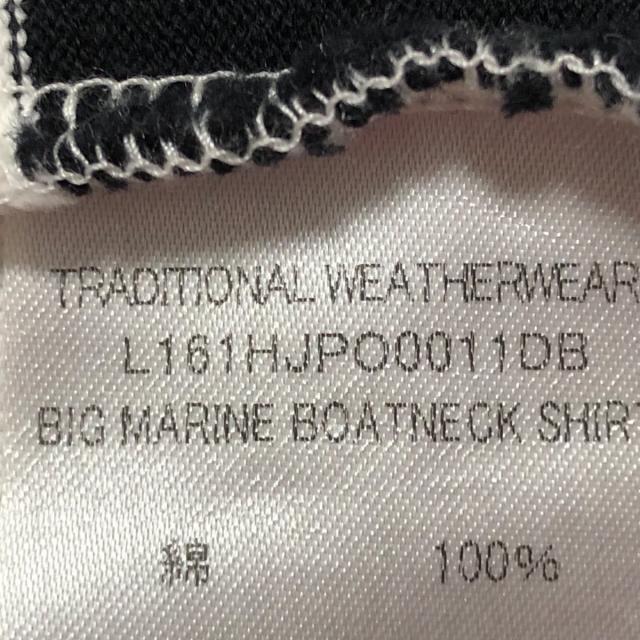 TRADITIONAL WEATHERWEAR
L161HJPO0011DB
BIG MARINE BOATNECK SHIRT
綿 100%